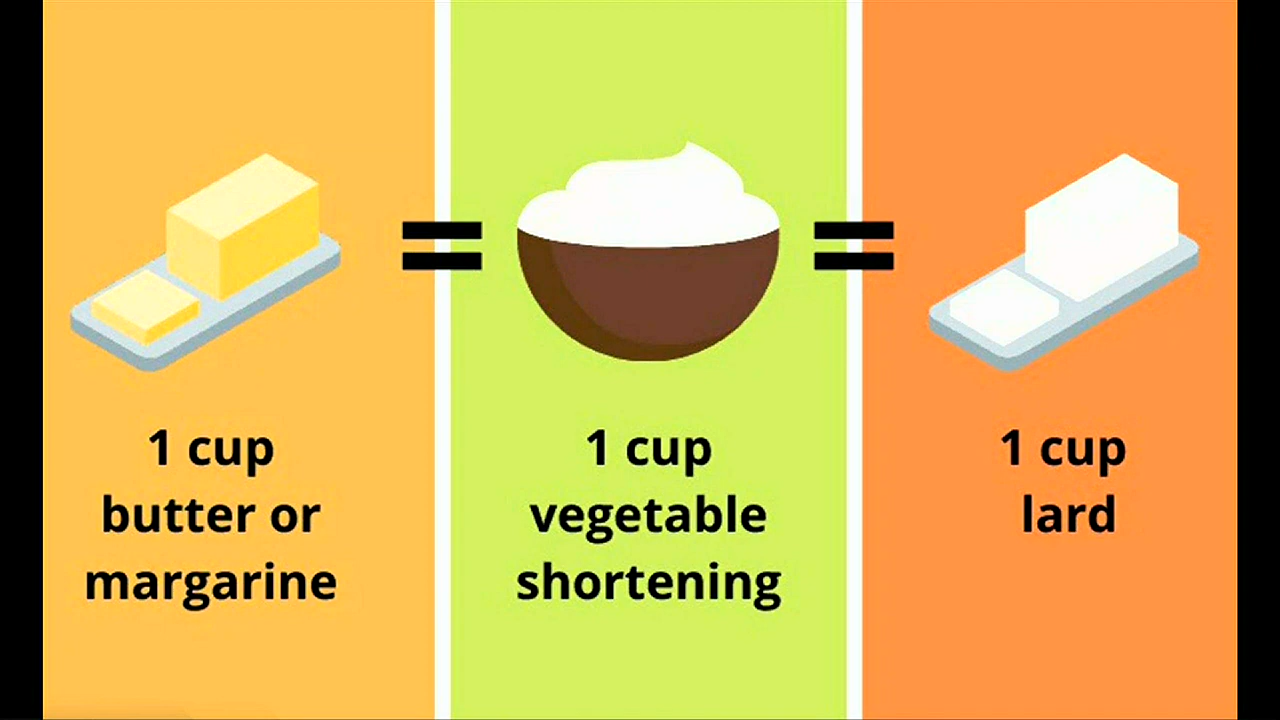 1 cup
butter or
margarine
=
1 cup
vegetable
shortening
=
1 cup
lard